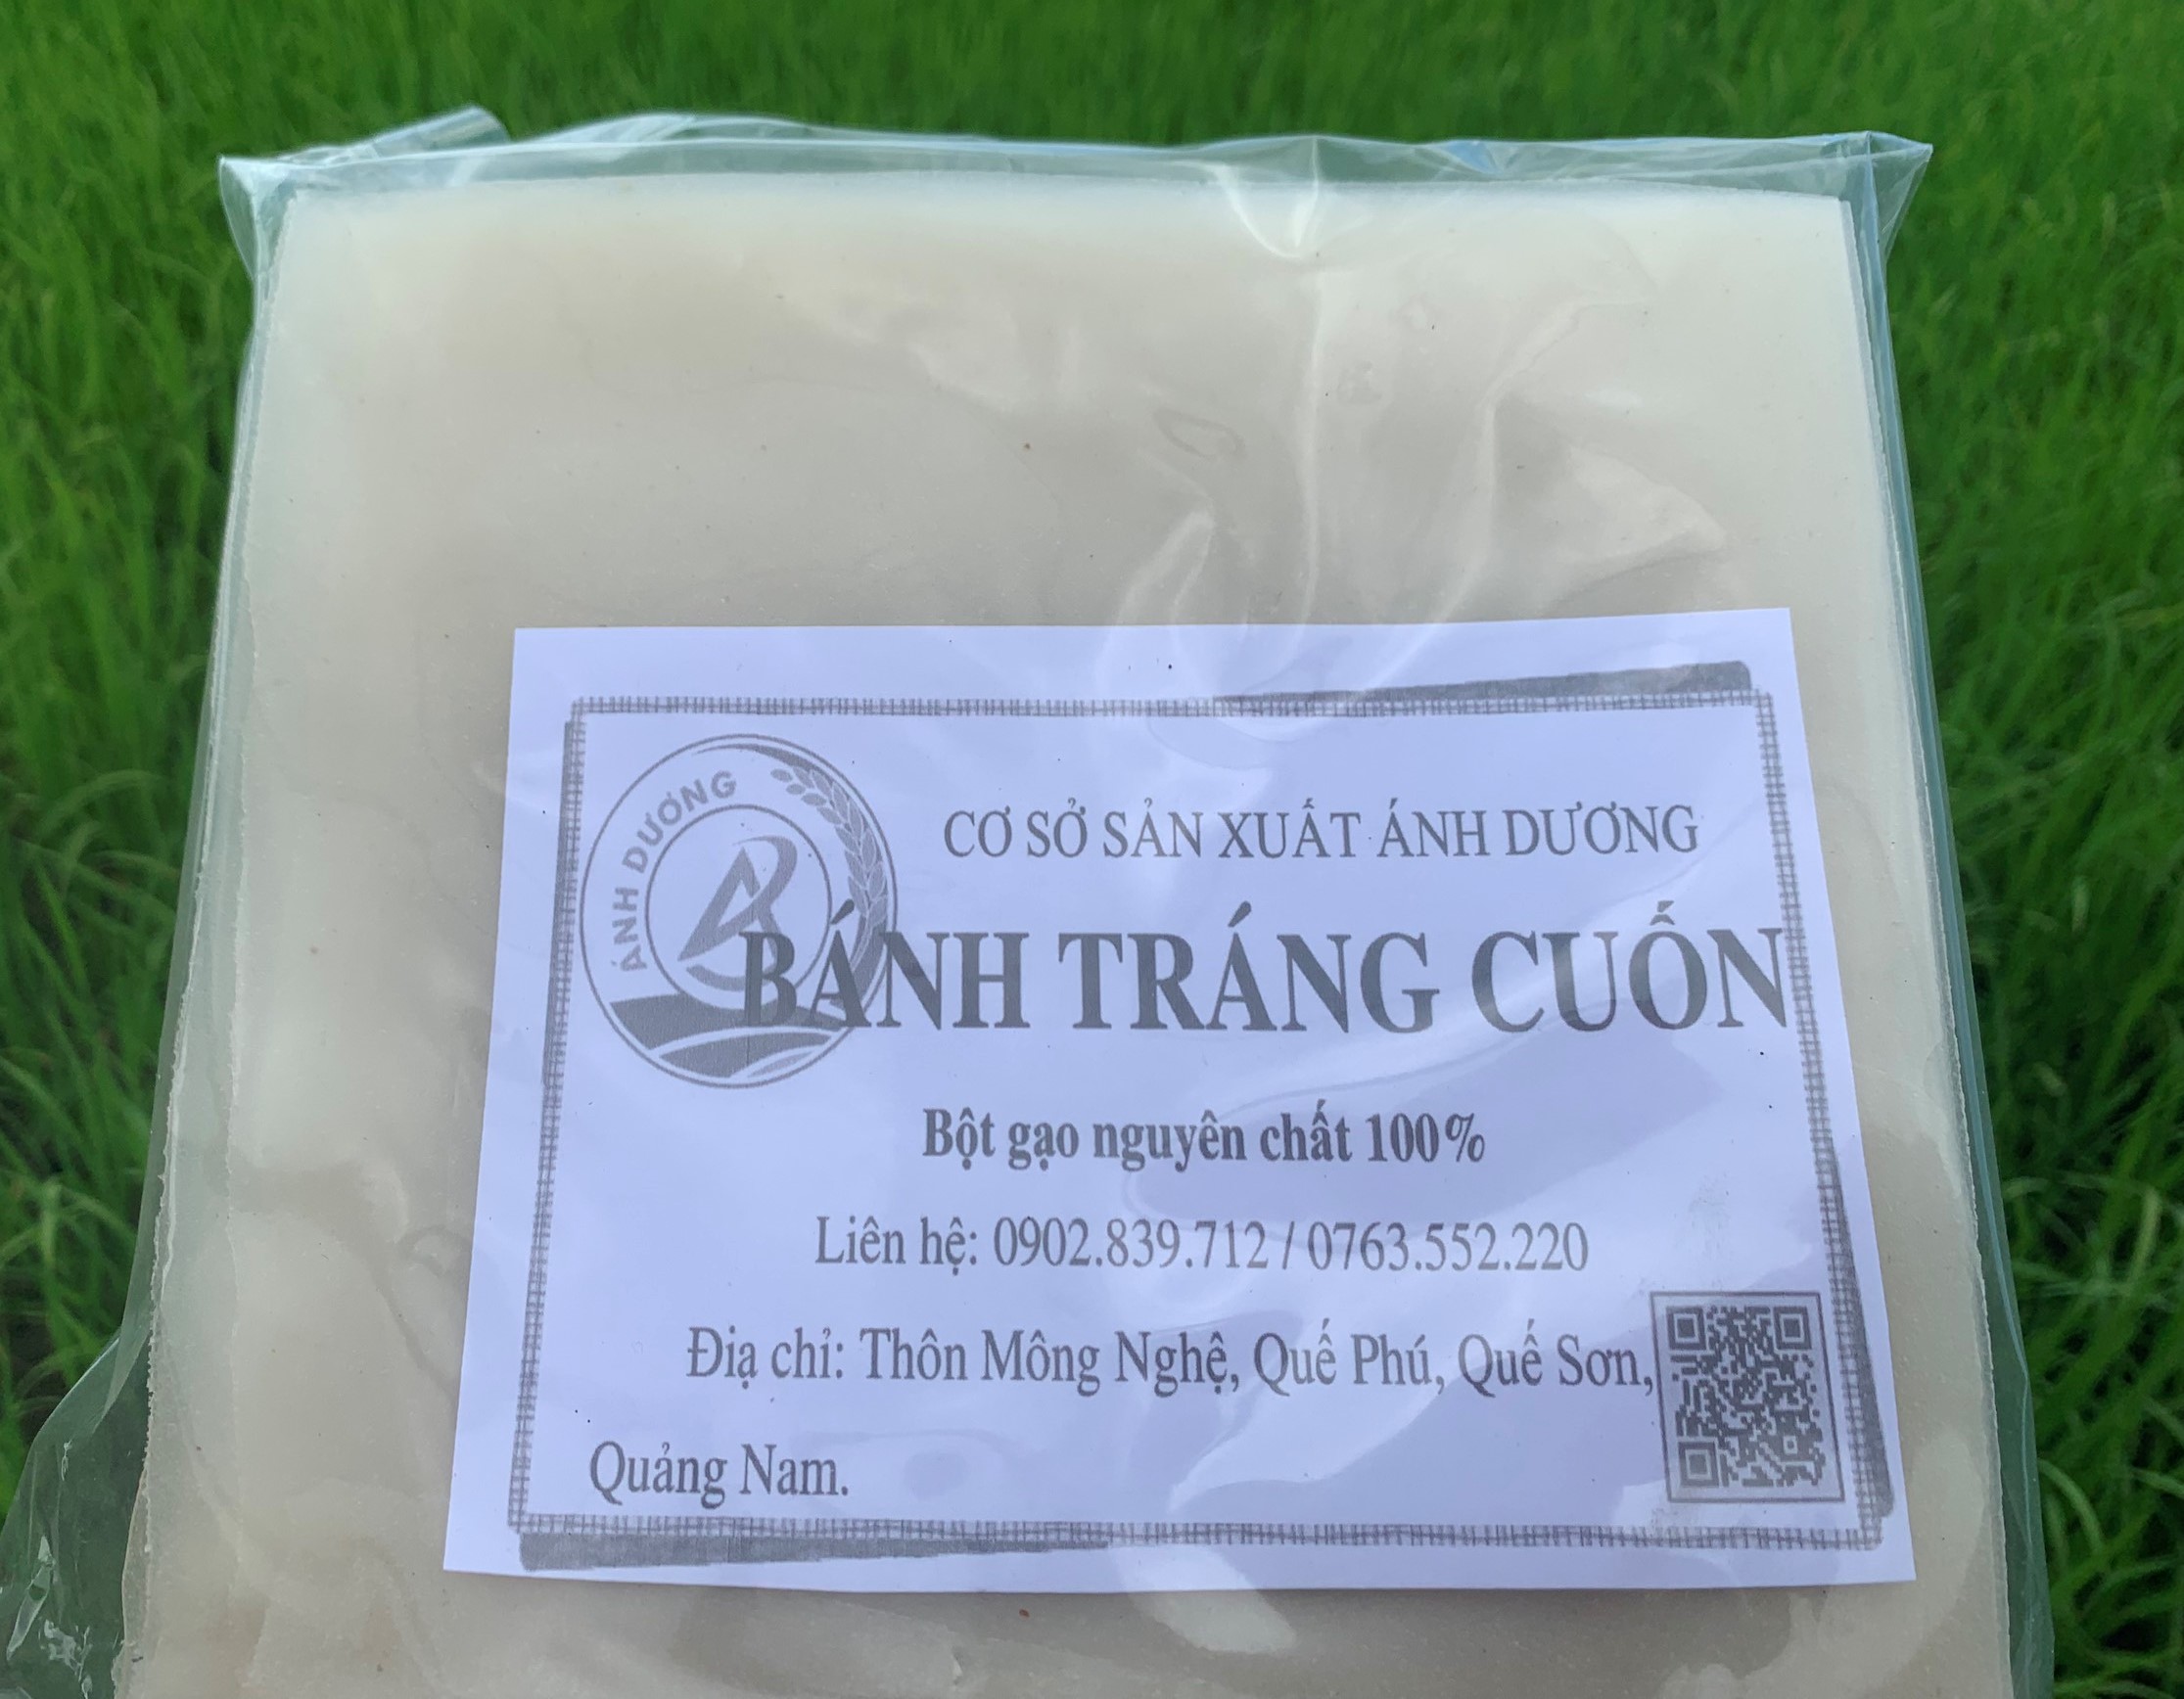 ÁNH DƯƠNG
CƠ SỞ SẢN XUẤT ÁNH DƯƠNG
BÁNH TRÁNG CUỐN
Bột gạo nguyên chất 100%
Liên hệ: 0902.839.712 / 0763.552.220
Địa chỉ: Thôn Mông Nghệ, Quế Phú, Quế Sơn,
Quảng Nam.